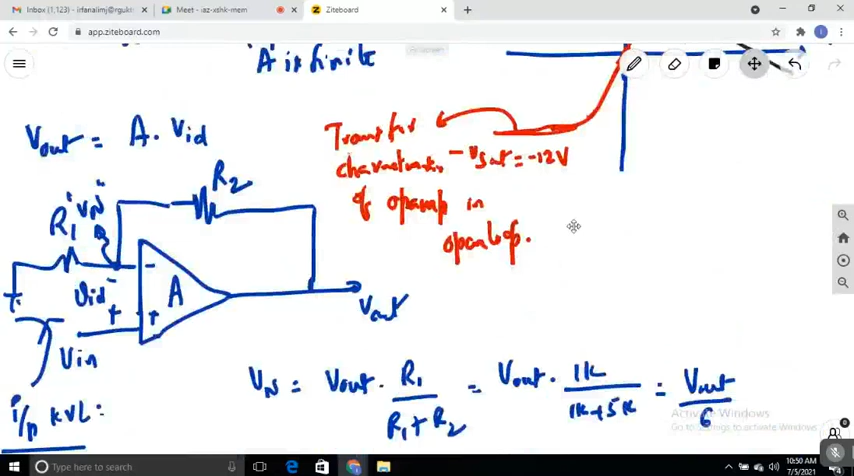 Inbox (1,123) - irfanalimj@rgukt
Meet - iaz-xshk-mem
Ziteboard
app.ziteboard.com
'A' is infinite
Vout = A . Vid
Transfer
characteristic
of opamp in
openloop.
-Vsat = -12V
R2
R1
"VN"
Vid
-
+
-
+
A
Vout
Vin
i/p KVL:
VN = Vout . R1 / R1 + R2 = Vout . 1K / 1K+5K = Vout / 6
Activate Windows
Go to Settings to activate Windows.
Type here to search
10:50 AM
7/5/2021